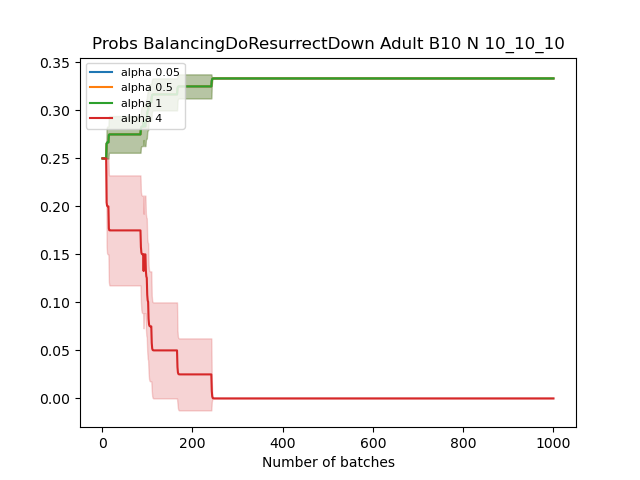 Probs BalancingDoResurrectDown Adult B10 N 10_10_10
0.35
0.30
0.25
0.20
0.15
0.10
0.05
0.00
alpha 0.05
alpha 0.5
alpha 1
alpha 4
0 200 400 600 800 1000
Number of batches